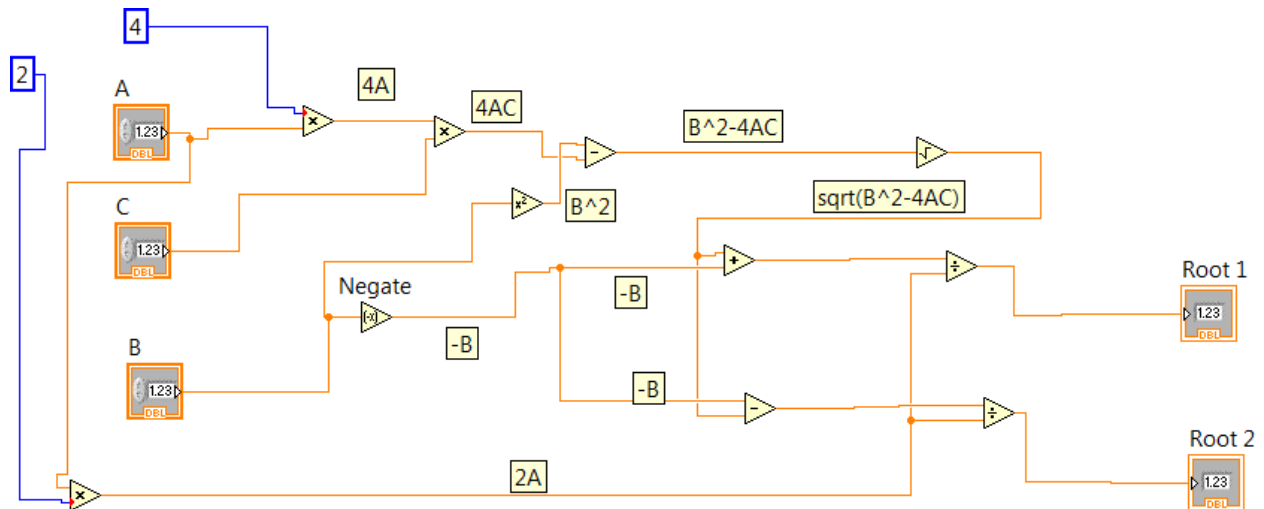 4
2
A
4A
4AC
B^2-4AC
×
×
1.23
DBL
-
√
C
x²
B^2
sqrt(B^2-4AC)
1.23
DBL
+
÷
Root 1
Negate
-B
(-x)
-B
1.23
DBL
B
-B
1.23
DBL
-
÷
Root 2
2A
×
1.23
DBL